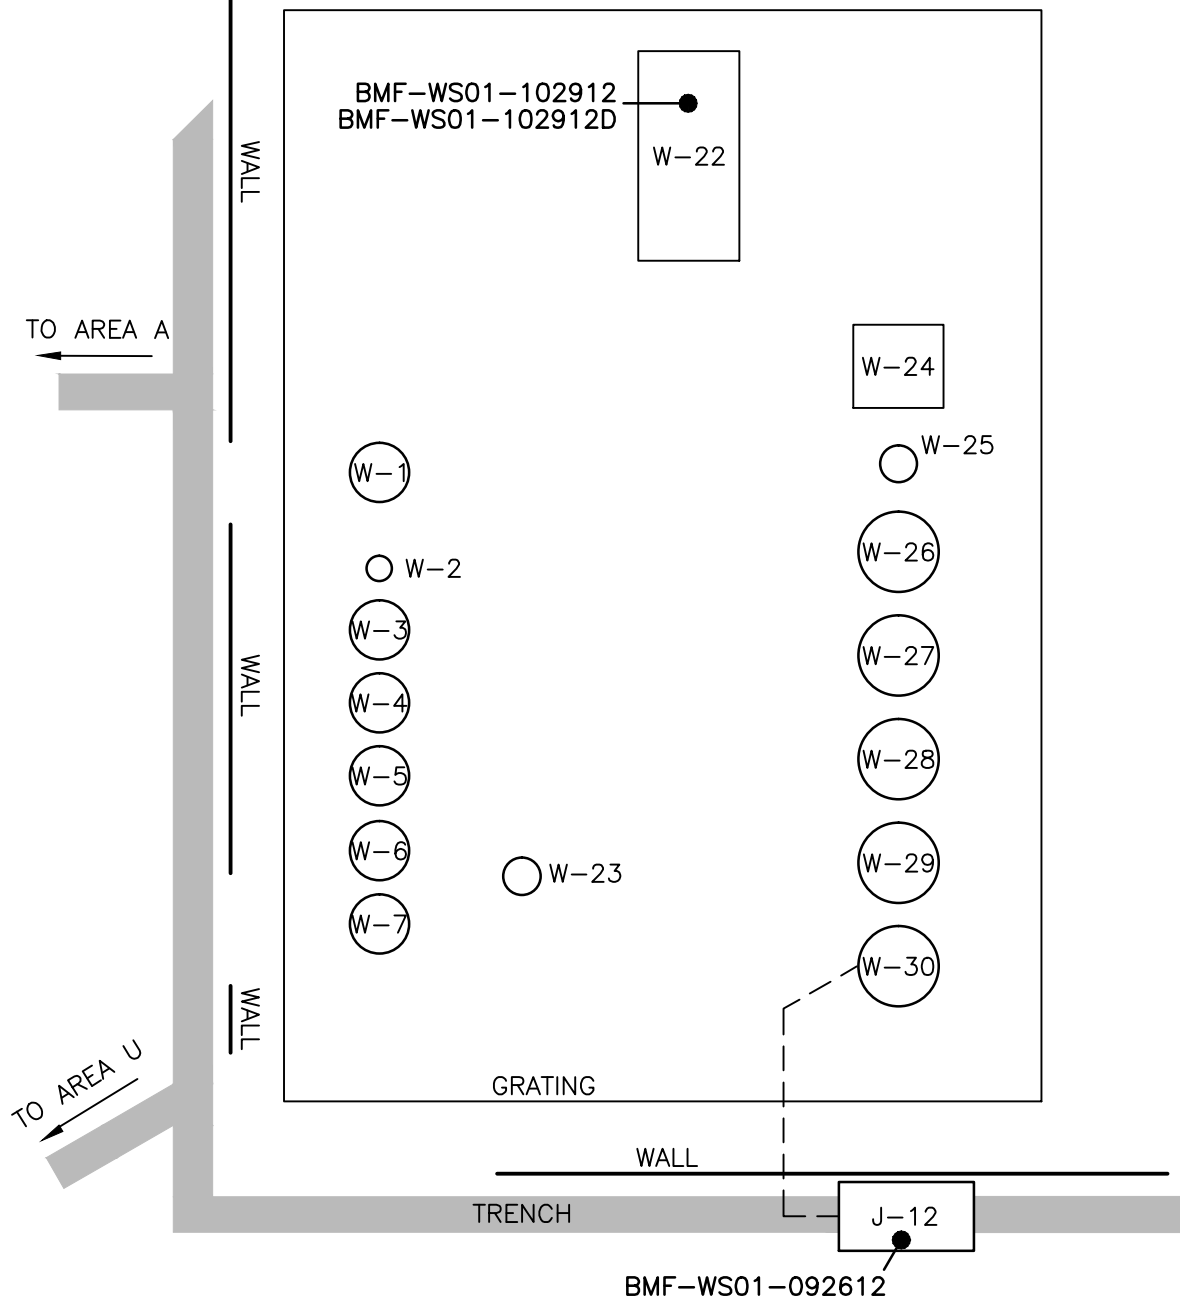 BMF-WS01-102912
BMF-WS01-102912D
W-22
WALL
TO AREA A
W-24
W-25
W-1
W-26
W-2
W-3
W-27
WALL
W-4
W-28
W-5
W-6
W-29
W-23
W-7
W-30
WALL
TO AREA U
GRATING
WALL
TRENCH
J-12
BMF-WS01-092612